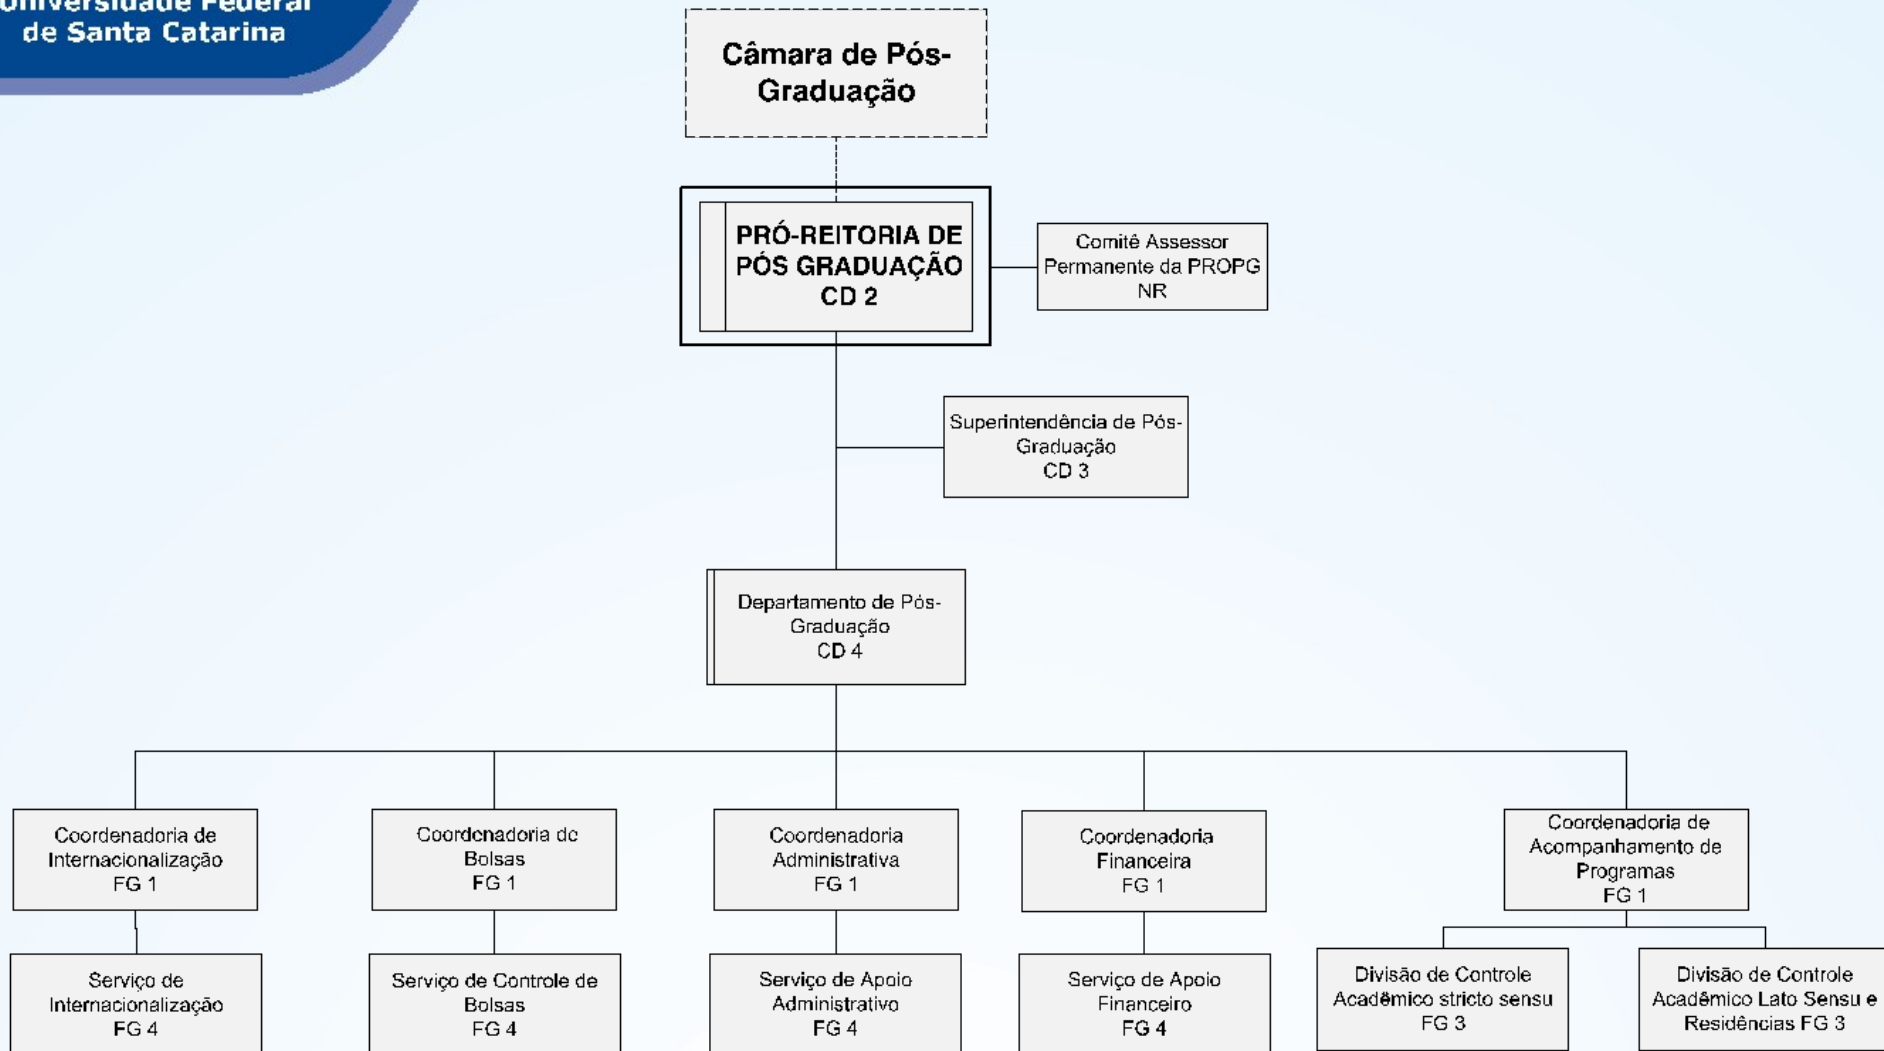 Universidade Federal
de Santa Catarina
Câmara de Pós-
Graduação
PRÓ-REITORIA DE
PÓS GRADUAÇÃO
CD 2
Comitê Assessor
Permanente da PROPG
NR
Superintendência de Pós-
Graduação
CD 3
Departamento de Pós-
Graduação
CD 4
Coordenadoria de
Internacionalização
FG 1
Coordenadoria de
Bolsas
FG 1
Coordenadoria
Administrativa
FG 1
Coordenadoria
Financeira
FG 1
Coordenadoria de
Acompanhamento de
Programas
FG 1
Serviço de
Internacionalização
FG 4
Serviço de Controle de
Bolsas
FG 4
Serviço de Apoio
Administrativo
FG 4
Serviço de Apoio
Financeiro
FG 4
Divisão de Controle
Acadêmico stricto sensu
FG 3
Divisão de Controle
Acadêmico Lato Sensu e
Residências FG 3